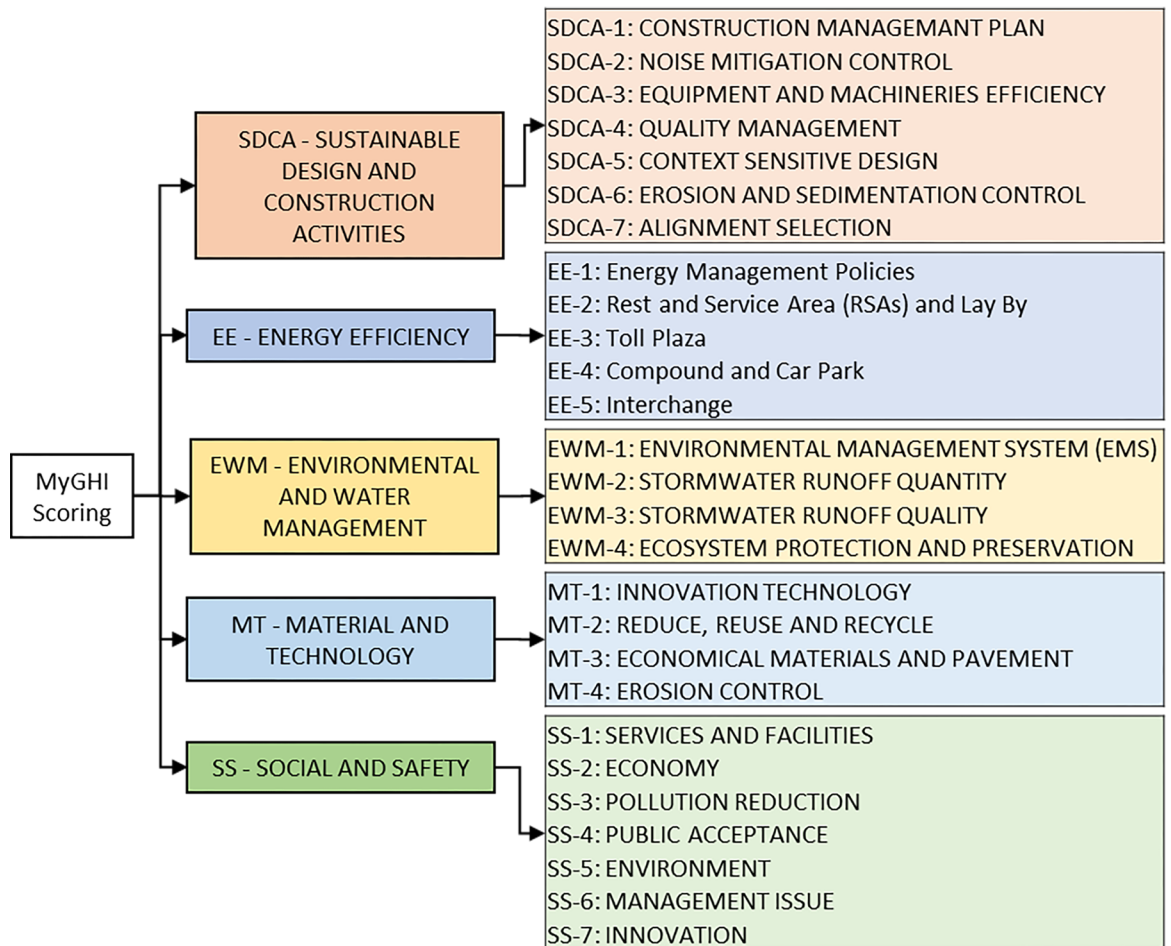 MyGHI
Scoring
SDCA - SUSTAINABLE
DESIGN AND
CONSTRUCTION
ACTIVITIES
SDCA-1: CONSTRUCTION MANAGEMANT PLAN
SDCA-2: NOISE MITIGATION CONTROL
SDCA-3: EQUIPMENT AND MACHINERIES EFFICIENCY
SDCA-4: QUALITY MANAGEMENT
SDCA-5: CONTEXT SENSITIVE DESIGN
SDCA-6: EROSION AND SEDIMENTATION CONTROL
SDCA-7: ALIGNMENT SELECTION
EE - ENERGY EFFICIENCY
EE-1: Energy Management Policies
EE-2: Rest and Service Area (RSAs) and Lay By
EE-3: Toll Plaza
EE-4: Compound and Car Park
EE-5: Interchange
EWM - ENVIRONMENTAL
AND WATER
MANAGEMENT
EWM-1: ENVIRONMENTAL MANAGEMENT SYSTEM (EMS)
EWM-2: STORMWATER RUNOFF QUANTITY
EWM-3: STORMWATER RUNOFF QUALITY
EWM-4: ECOSYSTEM PROTECTION AND PRESERVATION
MT - MATERIAL AND
TECHNOLOGY
MT-1: INNOVATION TECHNOLOGY
MT-2: REDUCE, REUSE AND RECYCLE
MT-3: ECONOMICAL MATERIALS AND PAVEMENT
MT-4: EROSION CONTROL
SS - SOCIAL AND SAFETY
SS-1: SERVICES AND FACILITIES
SS-2: ECONOMY
SS-3: POLLUTION REDUCTION
SS-4: PUBLIC ACCEPTANCE
SS-5: ENVIRONMENT
SS-6: MANAGEMENT ISSUE
SS-7: INNOVATION